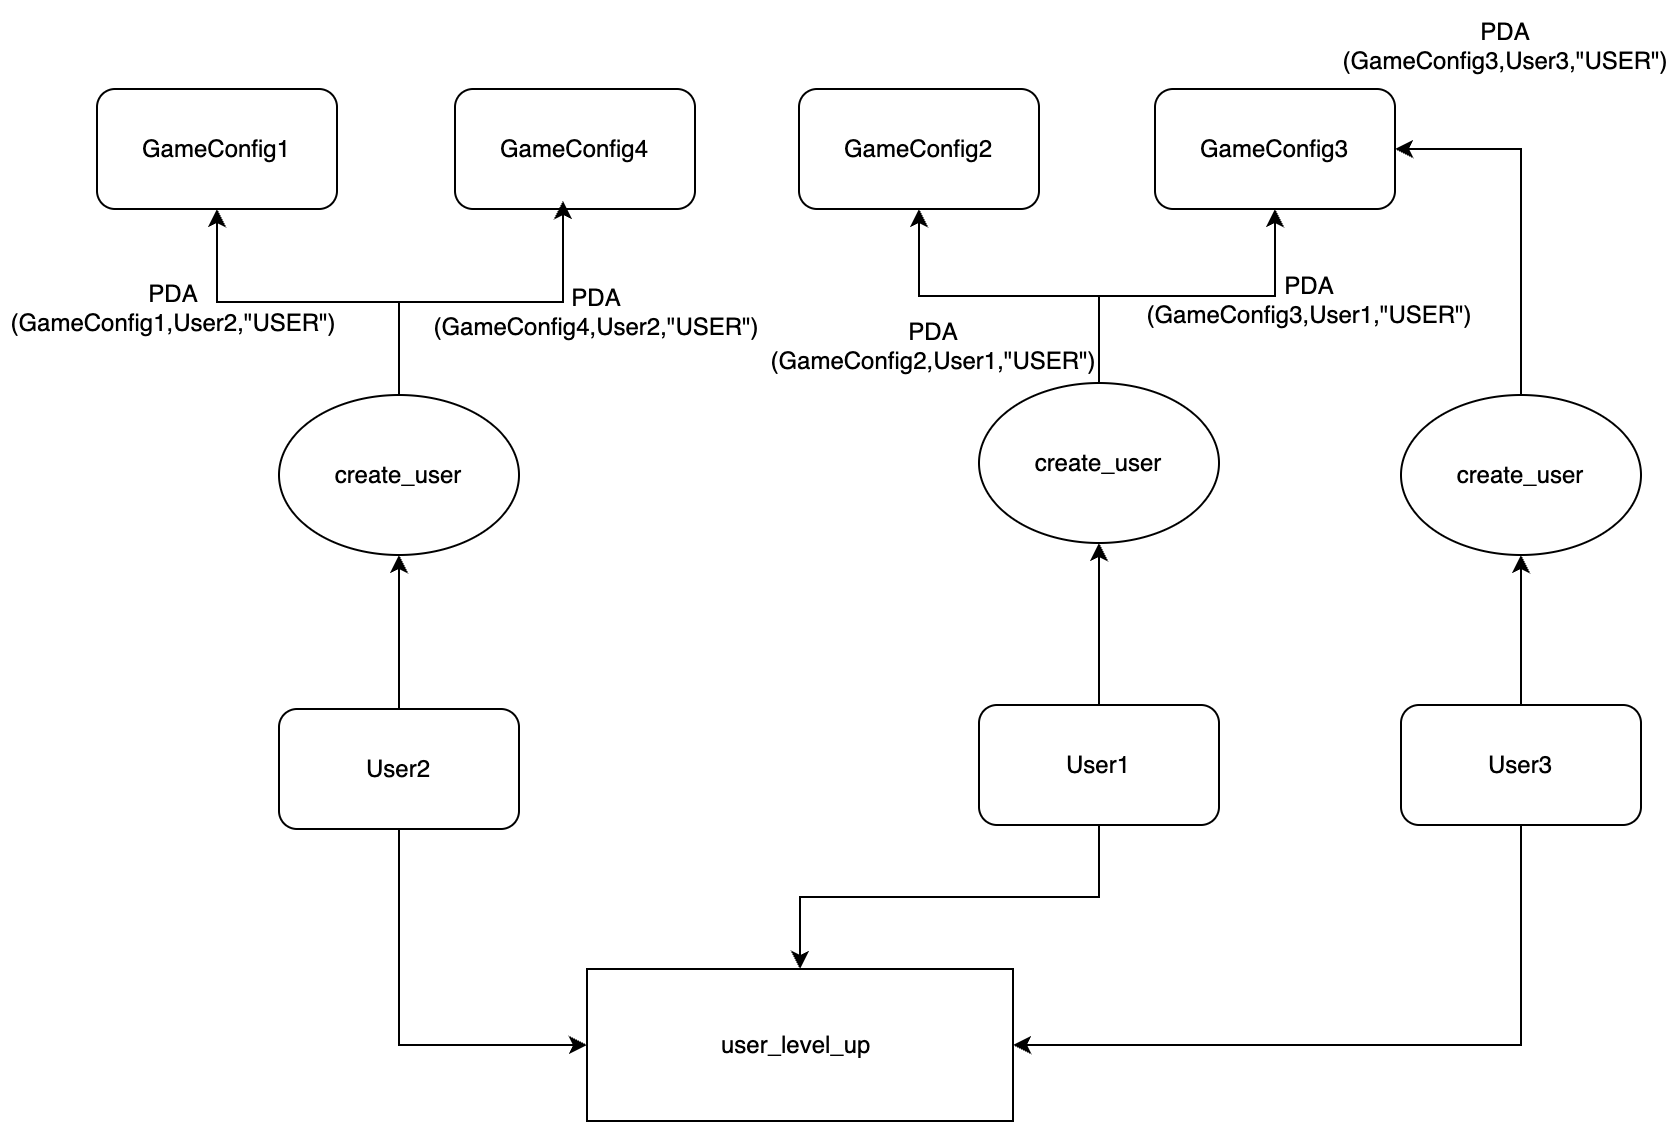 PDA
(GameConfig3,User3,"USER")
GameConfig1
GameConfig4
GameConfig2
GameConfig3
PDA
(GameConfig1,User2,"USER")
PDA
(GameConfig4,User2,"USER")
PDA
(GameConfig2,User1,"USER")
PDA
(GameConfig3,User1,"USER")
create_user
create_user
create_user
User2
User1
User3
user_level_up